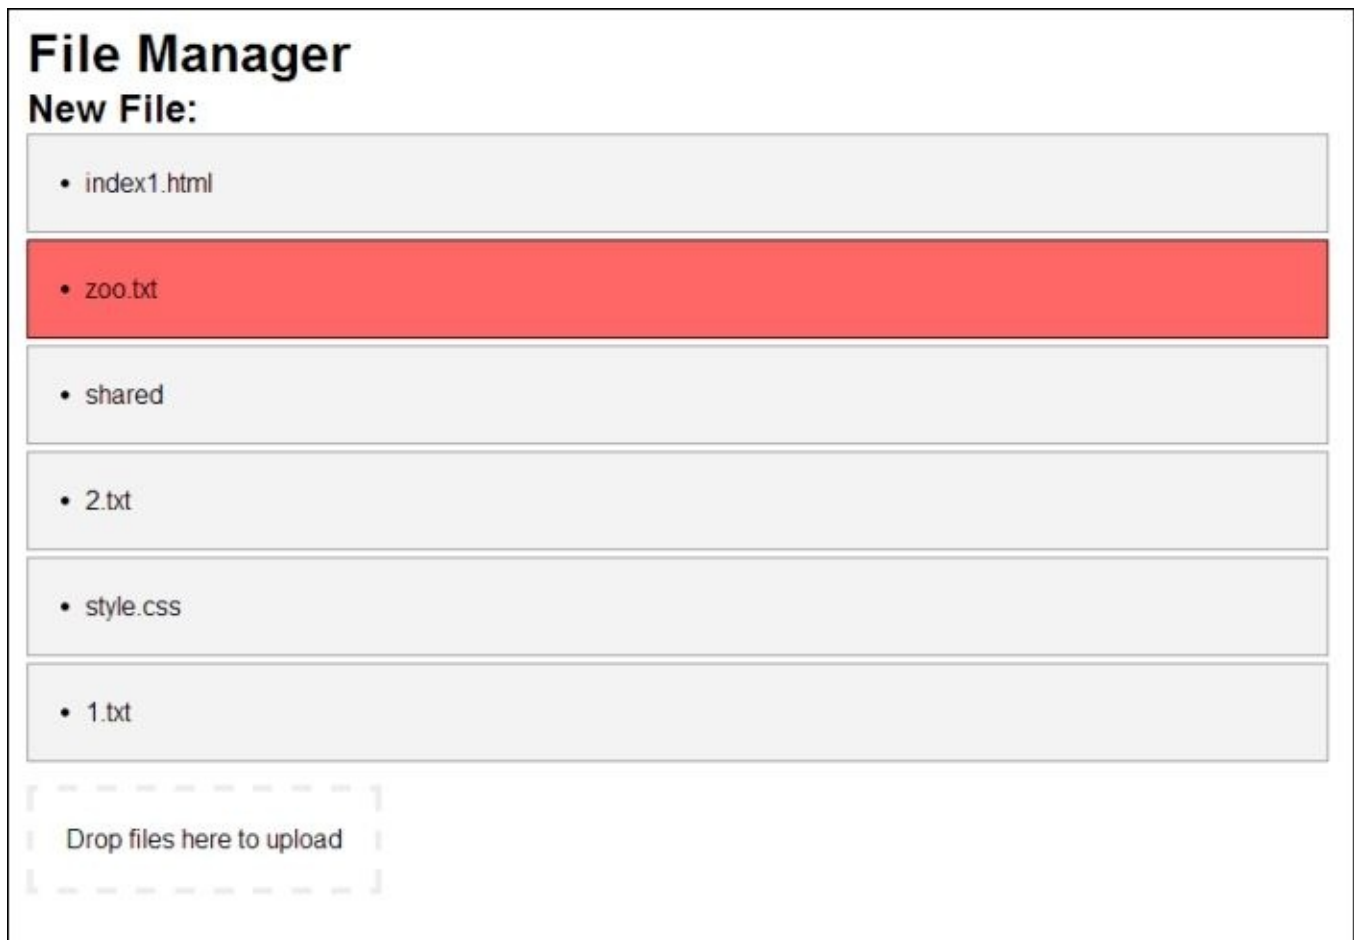 File Manager
New File:
• index1.html
• zoo.txt
• shared
• 2.txt
• style.css
• 1.txt
Drop files here to upload